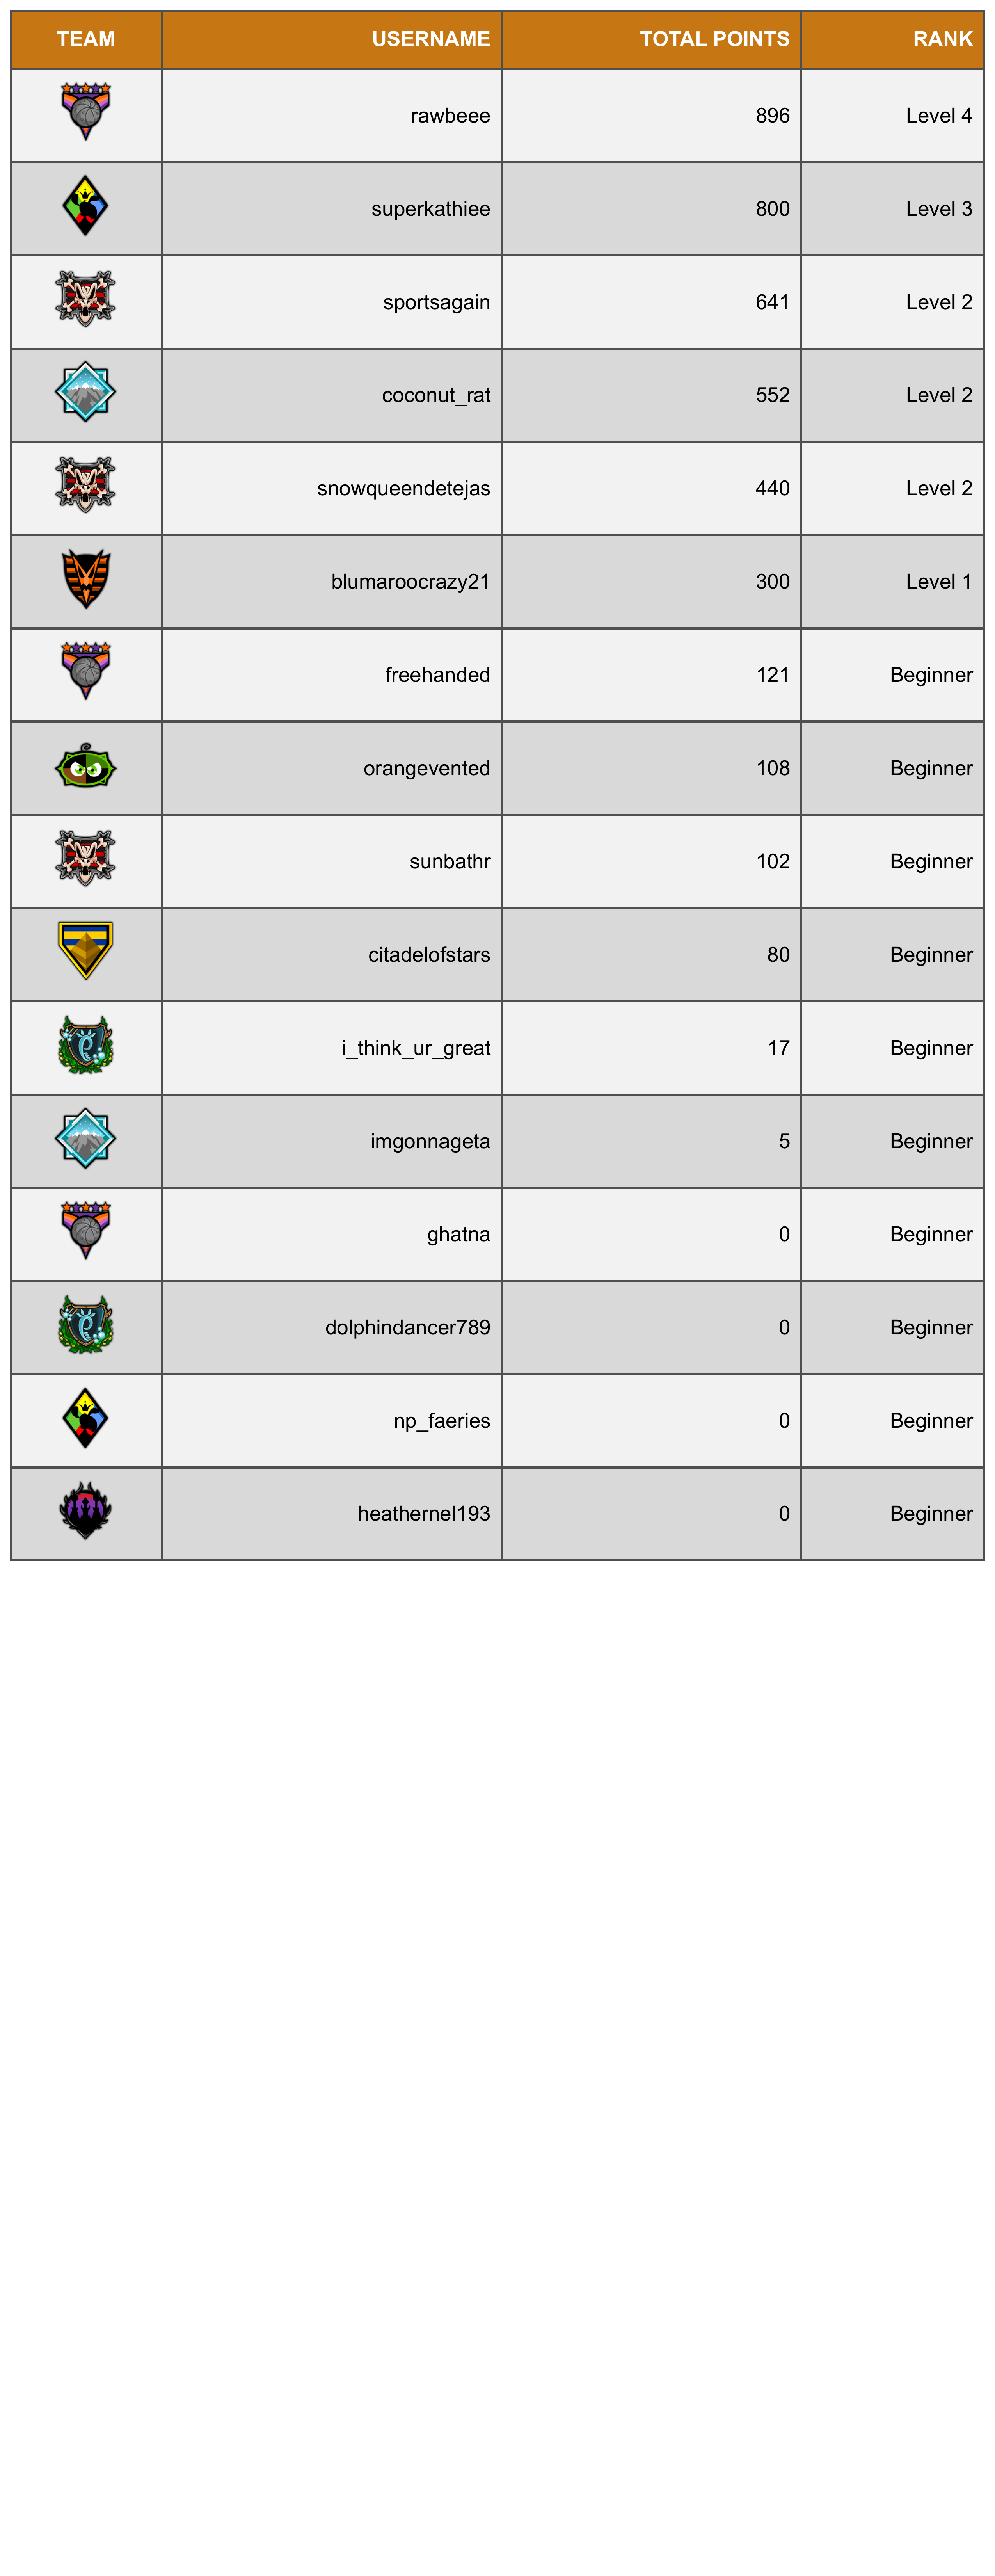 TEAM USERNAME TOTAL POINTS RANK
rawbeee 896 Level 4
superkathiee 800 Level 3
sportsagain 641 Level 2
coconut_rat 552 Level 2
snowqueendetejas 440 Level 2
blumaroocrazy21 300 Level 1
freehanded 121 Beginner
orangevented 108 Beginner
sunbathr 102 Beginner
citadelofstars 80 Beginner
i_think_ur_great 17 Beginner
imgonnageta 5 Beginner
ghatna 0 Beginner
dolphindancer789 0 Beginner
np_faeries 0 Beginner
heathernel193 0 Beginner